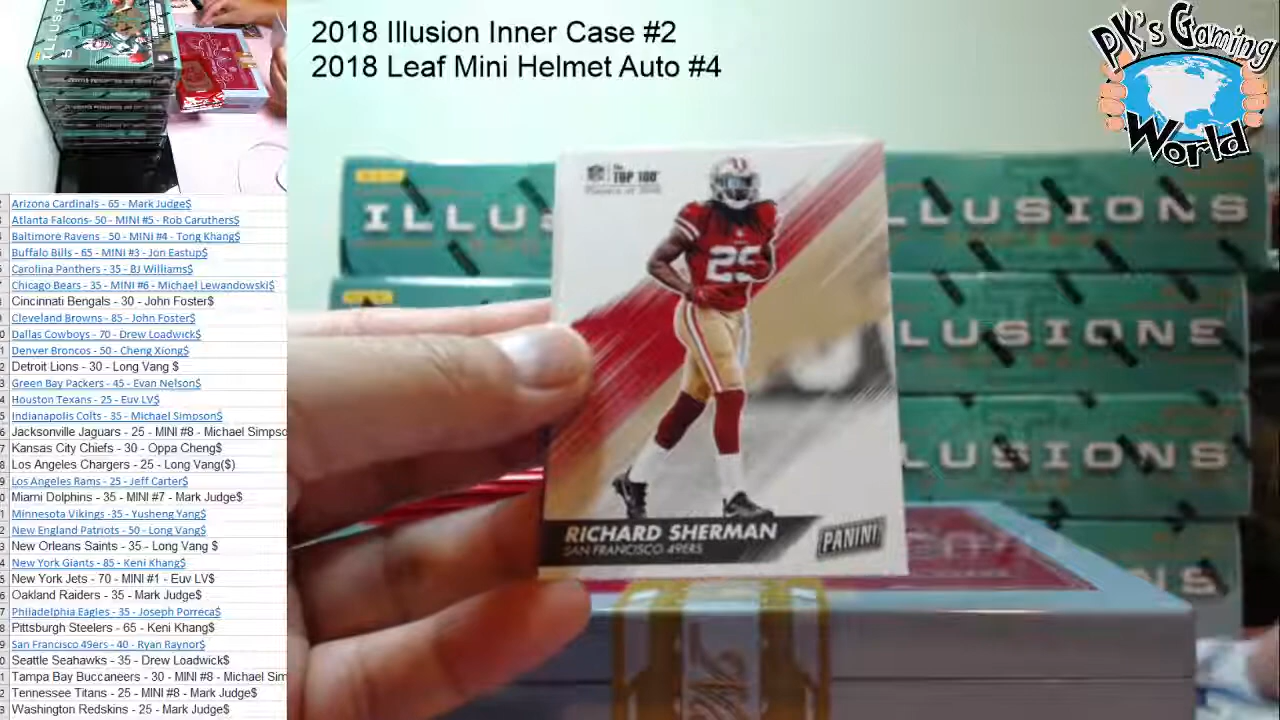 2018 Illusion Inner Case #2
2018 Leaf Mini Helmet Auto #4
PK's Gaming
World
Arizona Cardinals - 65 - Mark Judge$
Atlanta Falcons- 50 - MINI #5 - Rob Caruthers$
Baltimore Ravens - 50 - MINI #4 - Tong Khang$
Buffalo Bills - 65 - MINI #3 - Jon Eastup$
Carolina Panthers - 35 - BJ Williams$
Chicago Bears - 35 - MINI #6 - Michael Lewandowski$
Cincinnati Bengals - 30 - John Foster$
Cleveland Browns - 85 - John Foster$
Dallas Cowboys - 70 - Drew Loadwick$
Denver Broncos - 50 - Cheng Xiong$
Detroit Lions - 30 - Long Vang $
Green Bay Packers - 45 - Evan Nelson$
Houston Texans - 25 - Euv LV$
Indianapolis Colts - 35 - Michael Simpson$
Jacksonville Jaguars - 25 - MINI #8 - Michael Simpso
Kansas City Chiefs - 30 - Oppa Cheng$
Los Angeles Chargers - 25 - Long Vang($)
Los Angeles Rams - 25 - Jeff Carter$
Miami Dolphins - 35 - MINI #7 - Mark Judge$
Minnesota Vikings -35 - Yusheng Yang$
New England Patriots - 50 - Long Vang$
New Orleans Saints - 35 - Long Vang $
New York Giants - 85 - Keni Khang$
New York Jets - 70 - MINI #1 - Euv LV$
Oakland Raiders - 35 - Mark Judge$
Philadelphia Eagles - 35 - Joseph Porreca$
Pittsburgh Steelers - 65 - Keni Khang$
San Francisco 49ers - 40 - Ryan Raynor$
Seattle Seahawks - 35 - Drew Loadwick$
Tampa Bay Buccaneers - 30 - MINI #8 - Michael Sim
Tennessee Titans - 25 - MINI #8 - Mark Judge$
Washington Redskins - 25 - Mark Judge$
ILLUS
LLUSIONS
LUSIONS
LUSIONS
NS
NFL The TOP 100
25
RICHARD SHERMAN
SAN FRANCISCO 49ERS
PANINI